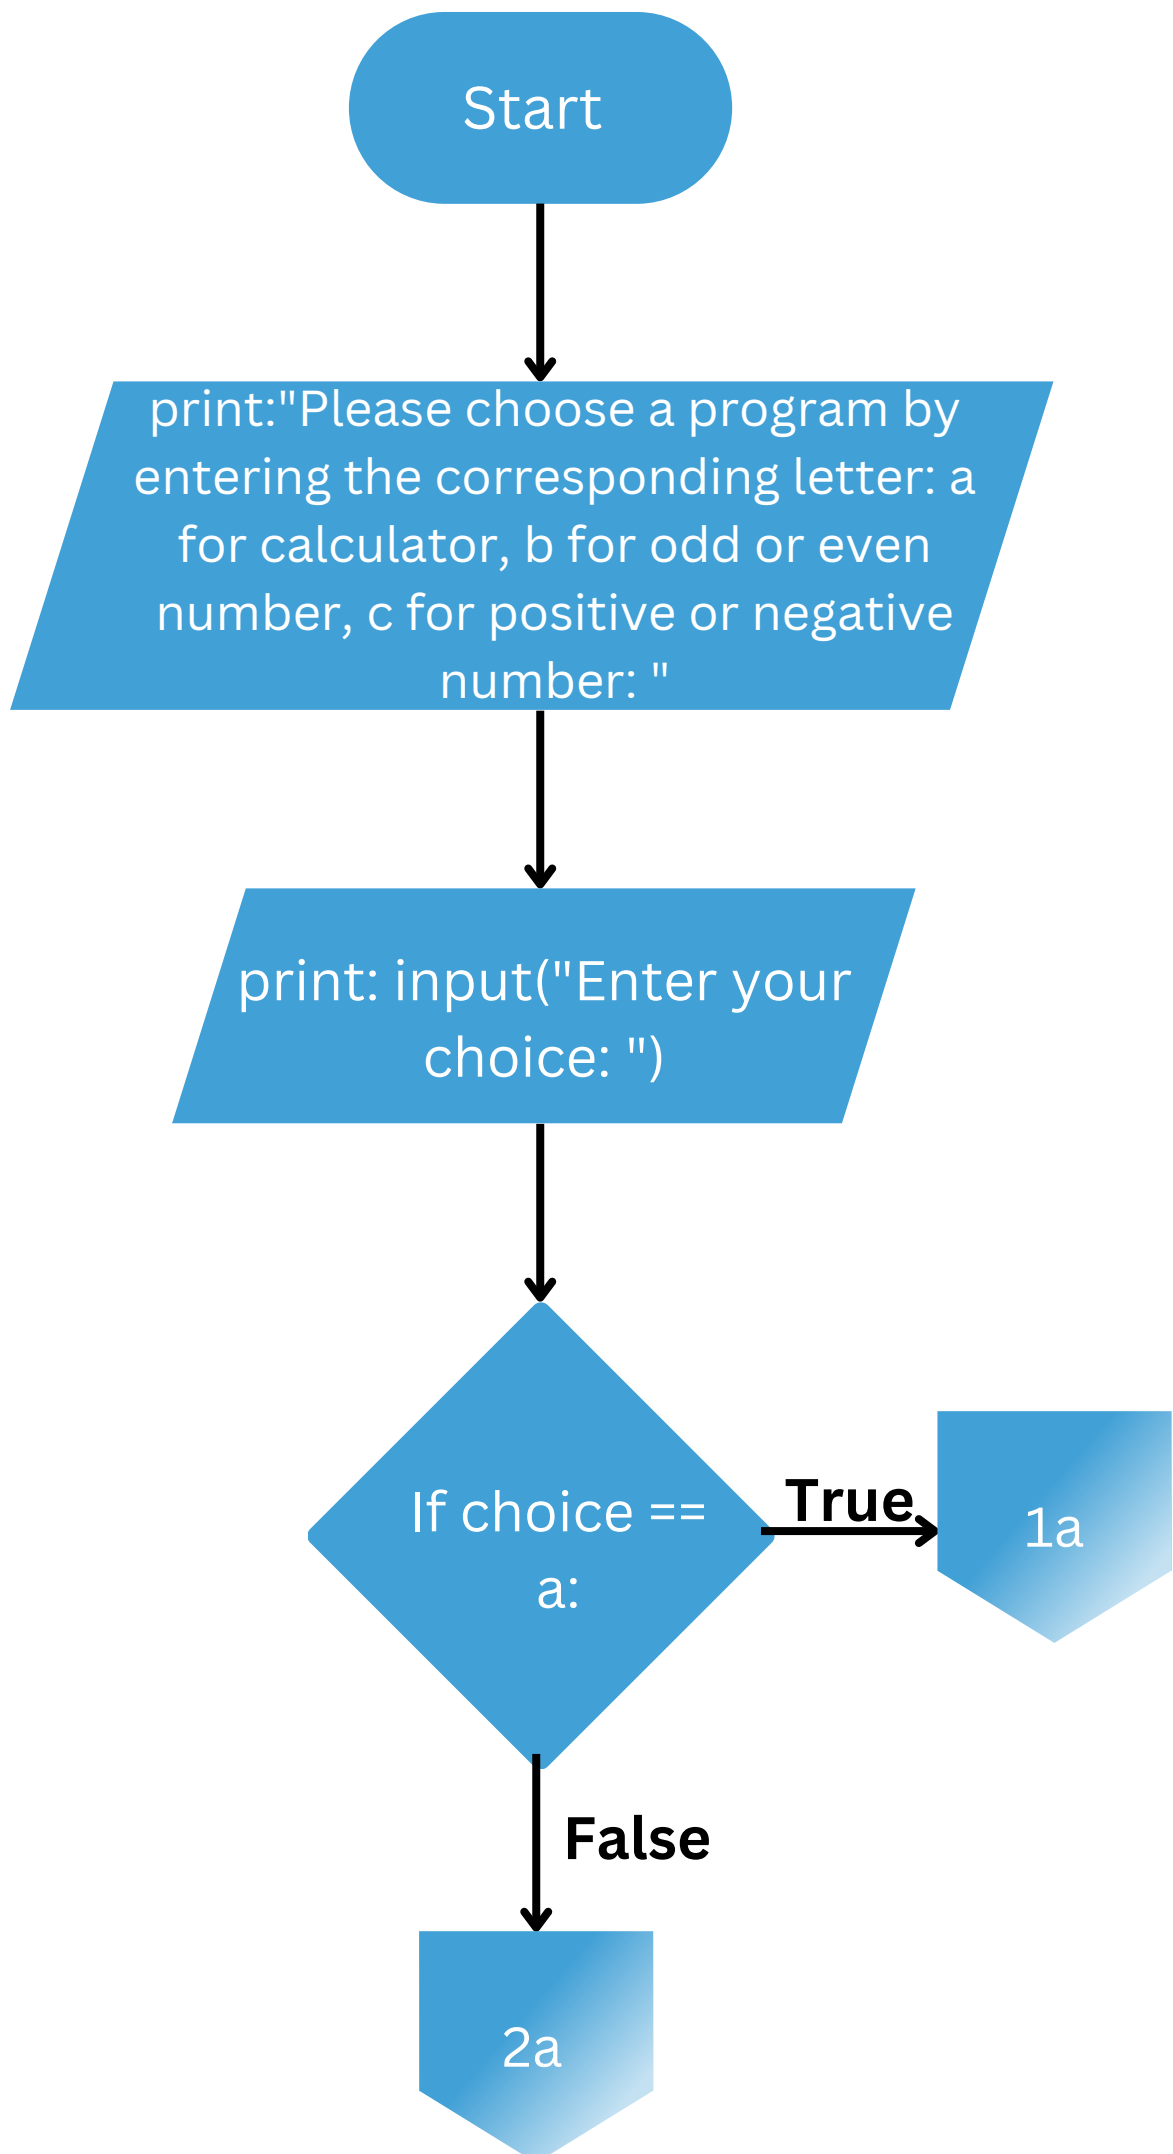 Start
print:"Please choose a program by
entering the corresponding letter: a
for calculator, b for odd or even
number, c for positive or negative
number: "
print: input("Enter your
choice: ")
If choice ==
a:
True
1a
False
2a